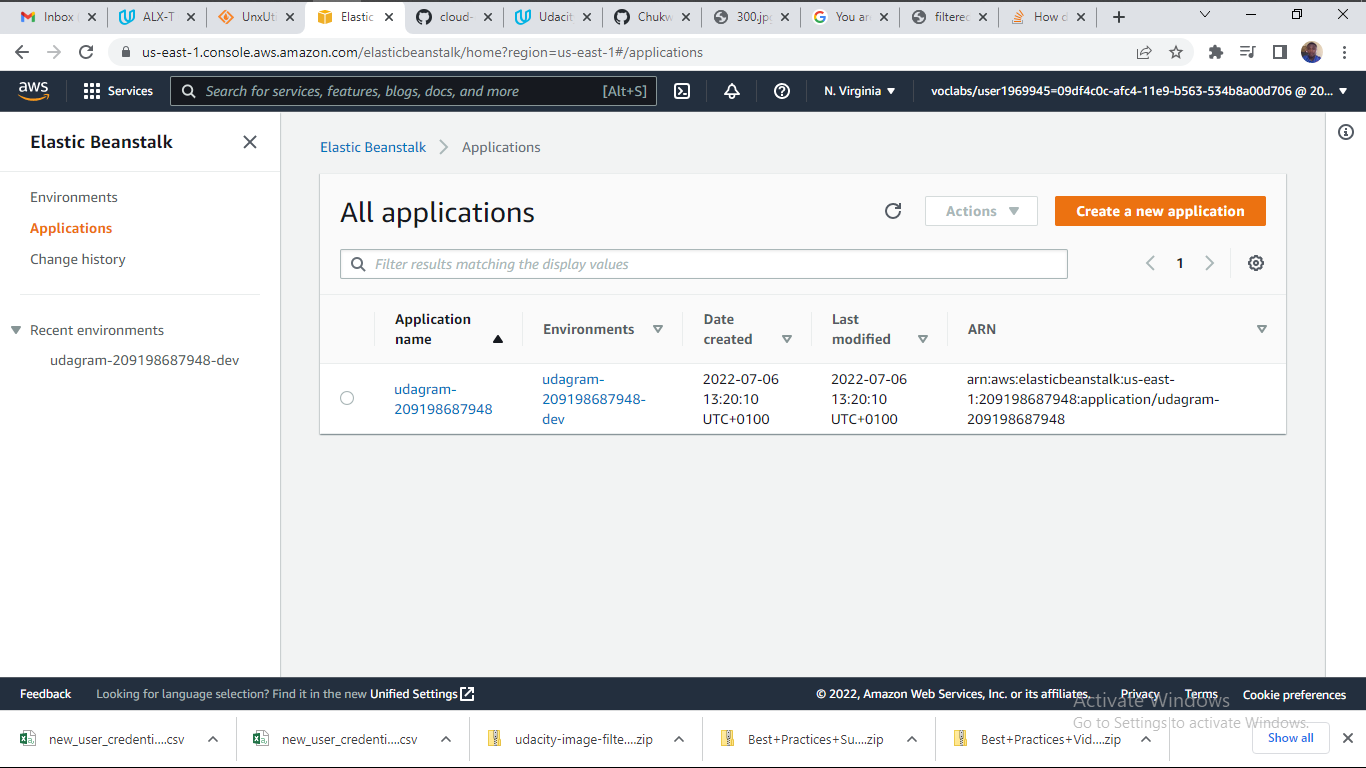 Inbox
ALX-T
UnxUt
Elastic
cloud-
Udacit
Chukw
300.jp
You ar
filtered
How d
us-east-1.console.aws.amazon.com/elasticbeanstalk/home?region=us-east-1#/applications
aws
Services
Search for services, features, blogs, docs, and more
[Alt+S]
N. Virginia
voclabs/user1969945=09df4c0c-afc4-11e9-b563-534b8a00d706 @ 20...
Elastic Beanstalk
Environments
Applications
Change history
Recent environments
udagram-209198687948-dev
Elastic Beanstalk
Applications
All applications
Actions
Create a new application
Filter results matching the display values
1
Application
name
Environments
Date
created
Last
modified
ARN
udagram-
209198687948
udagram-
209198687948-
dev
2022-07-06
13:20:10
UTC+0100
2022-07-06
13:20:10
UTC+0100
arn:aws:elasticbeanstalk:us-east-
1:209198687948:application/udagram-
209198687948
Feedback
Looking for language selection? Find it in the new Unified Settings
© 2022, Amazon Web Services, Inc. or its affiliates.
Privacy
Terms
Cookie preferences
Activate Windows
Go to Settings to activate Windows.
new_user_credenti....csv
new_user_credenti....csv
udacity-image-filte....zip
Best+Practices+Su....zip
Best+Practices+Vid....zip
Show all